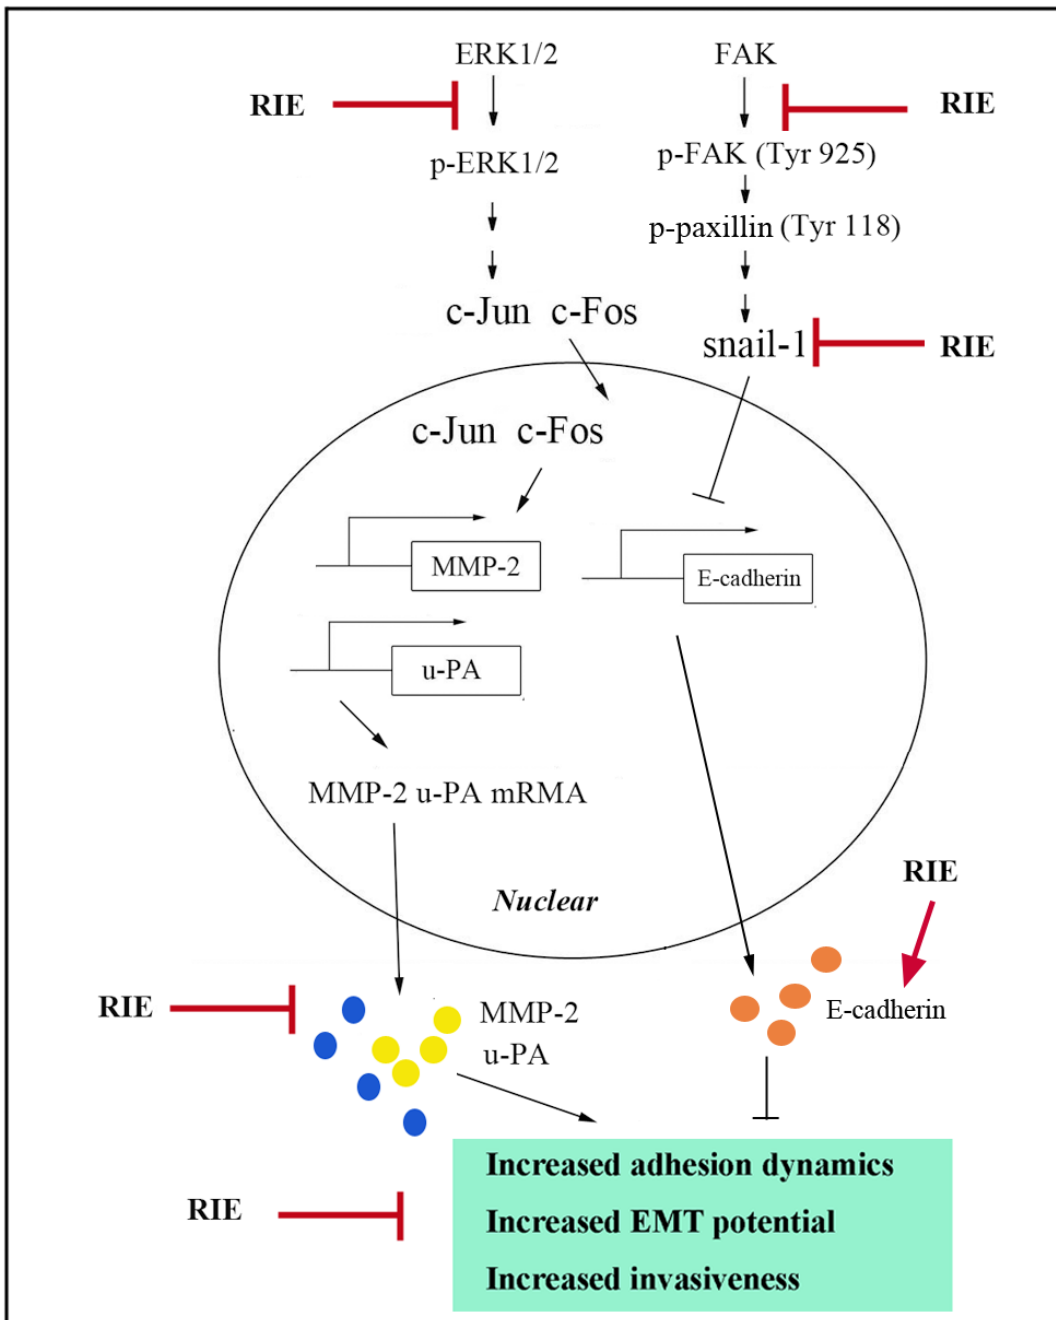 ERK1/2
FAK
RIE
RIE
p-ERK1/2
p-FAK (Tyr 925)
p-paxillin (Tyr 118)
c-Jun c-Fos
snail-1
RIE
c-Jun c-Fos
MMP-2
E-cadherin
u-PA
MMP-2 u-PA mRMA
RIE
Nuclear
RIE
MMP-2
u-PA
E-cadherin
Increased adhesion dynamics
RIE
Increased EMT potential
Increased invasiveness